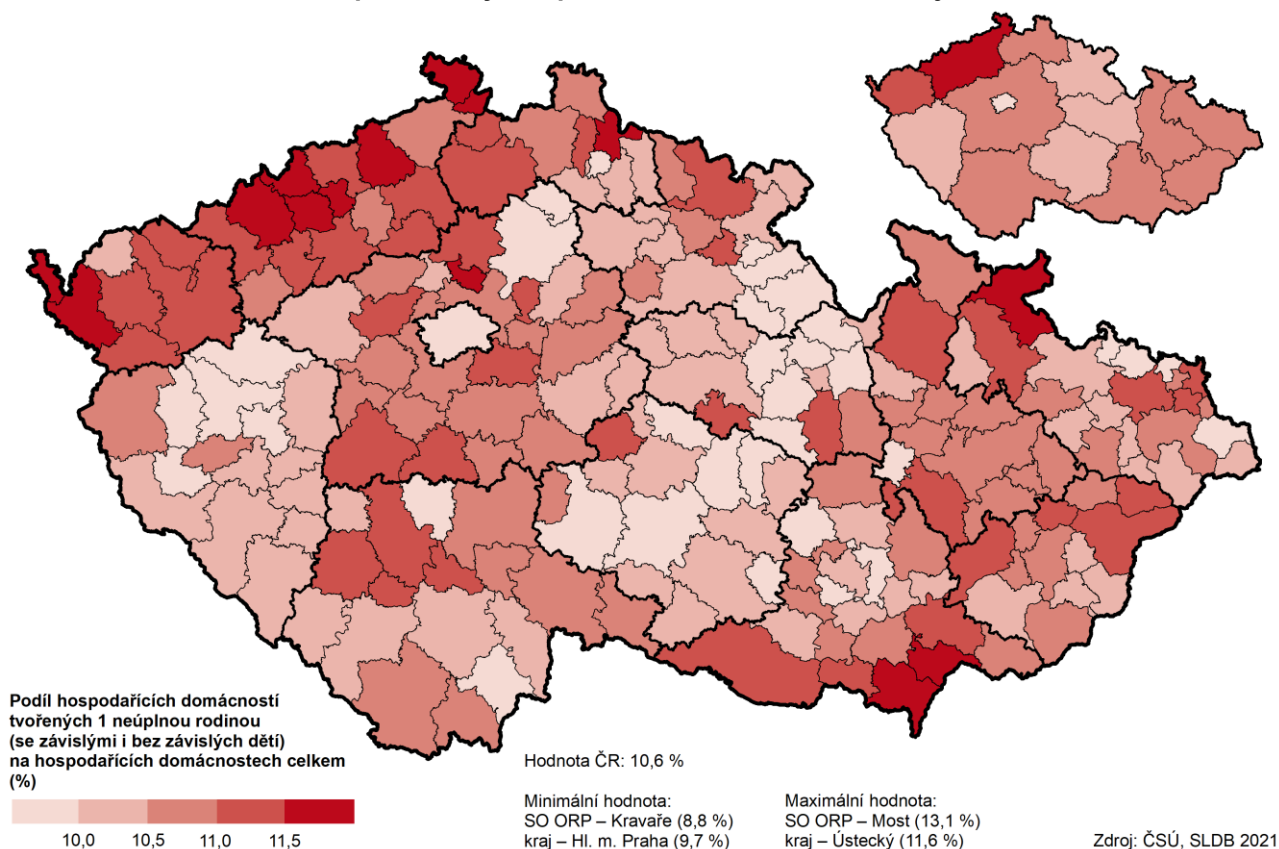 Podíl hospodařících domácností
tvořených 1 neúplnou rodinou
(se závislými i bez závislých dětí)
na hospodařících domácnostech celkem
(%)
10,0 10,5 11,0 11,5
Hodnota ČR: 10,6 %
Minimální hodnota:
SO ORP – Kravaře (8,8 %)
kraj – Hl. m. Praha (9,7 %)
Maximální hodnota:
SO ORP – Most (13,1 %)
kraj – Ústecký (11,6 %)
Zdroj: ČSÚ, SLDB 2021